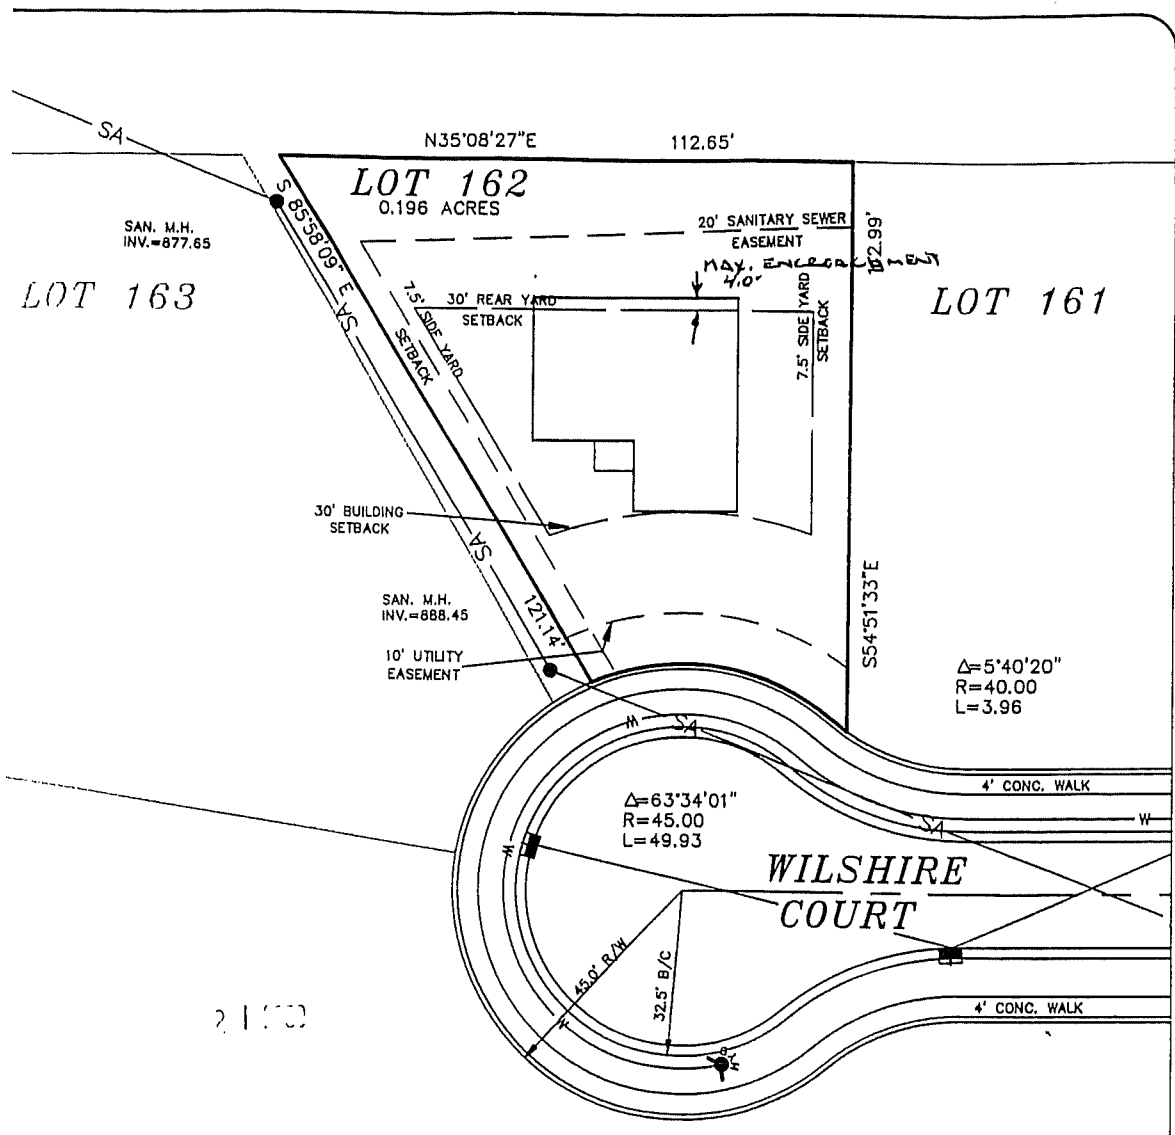 SA
N35°08'27"E 112.65'
LOT 162
0.196 ACRES
S 85°58'09" E
SAN. M.H.
INV.=877.65
20' SANITARY SEWER
EASEMENT
MAX. ENCROACHMENT
4.0'
LOT 163
SA
7.5' SIDE YARD
SETBACK
30' REAR YARD
SETBACK
7.5' SIDE YARD
SETBACK
LOT 161
30' BUILDING
SETBACK
SA
SAN. M.H.
INV.=888.45
121.14'
S54°51'33"E
10' UTILITY
EASEMENT
Δ=5°40'20"
R=40.00
L=3.96
W
SA
4' CONC. WALK
Δ=63°34'01"
R=45.00
L=49.93
SA
W
W
WILSHIRE
COURT
45.0' R/W
32.5' B/C
W
4' CONC. WALK